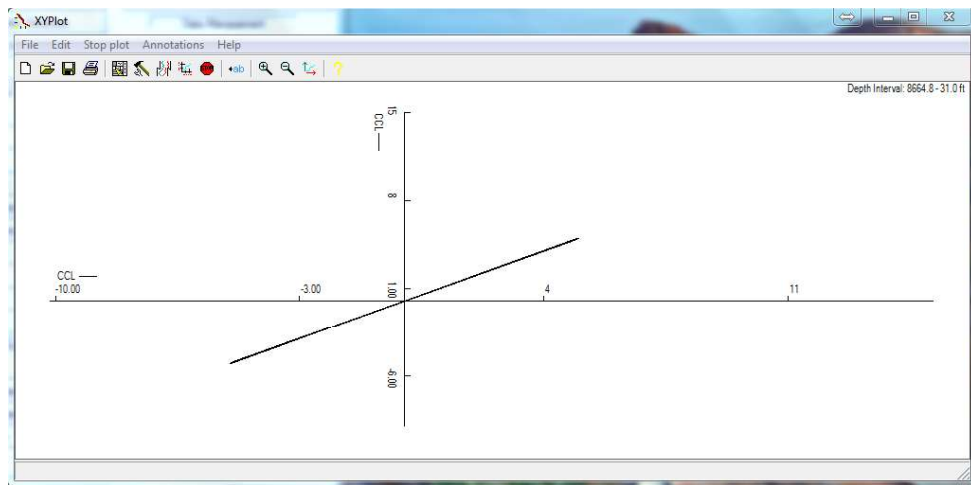 XYPlot
File Edit Stop plot Annotations Help
ab
?
Depth Interval: 8664.8 - 31.0 ft
15
CCL
8
CCL
-10.00 -3.00 1.00 4 11
-6.00